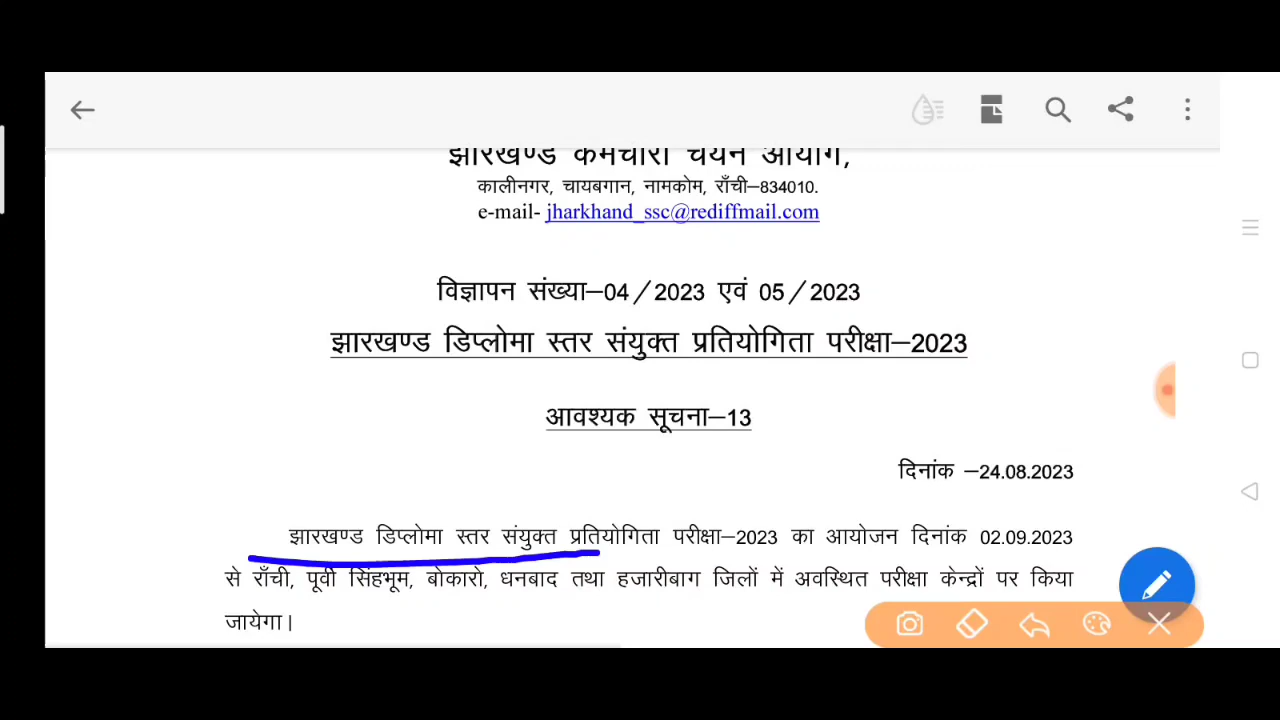 झारखण्ड कर्मचारी चयन आयोग,
कालीनगर, चायबगान, नामकोम, राँची–834010.
e-mail- jharkhand_ssc@rediffmail.com
विज्ञापन संख्या–04/2023 एवं 05/2023
झारखण्ड डिप्लोमा स्तर संयुक्त प्रतियोगिता परीक्षा–2023
आवश्यक सूचना–13
दिनांक –24.08.2023
झारखण्ड डिप्लोमा स्तर संयुक्त प्रतियोगिता परीक्षा–2023 का आयोजन दिनांक 02.09.2023
से राँची, पूर्वी सिंहभूम, बोकारो, धनबाद तथा हजारीबाग जिलों में अवस्थित परीक्षा केन्द्रों पर किया
जायेगा।